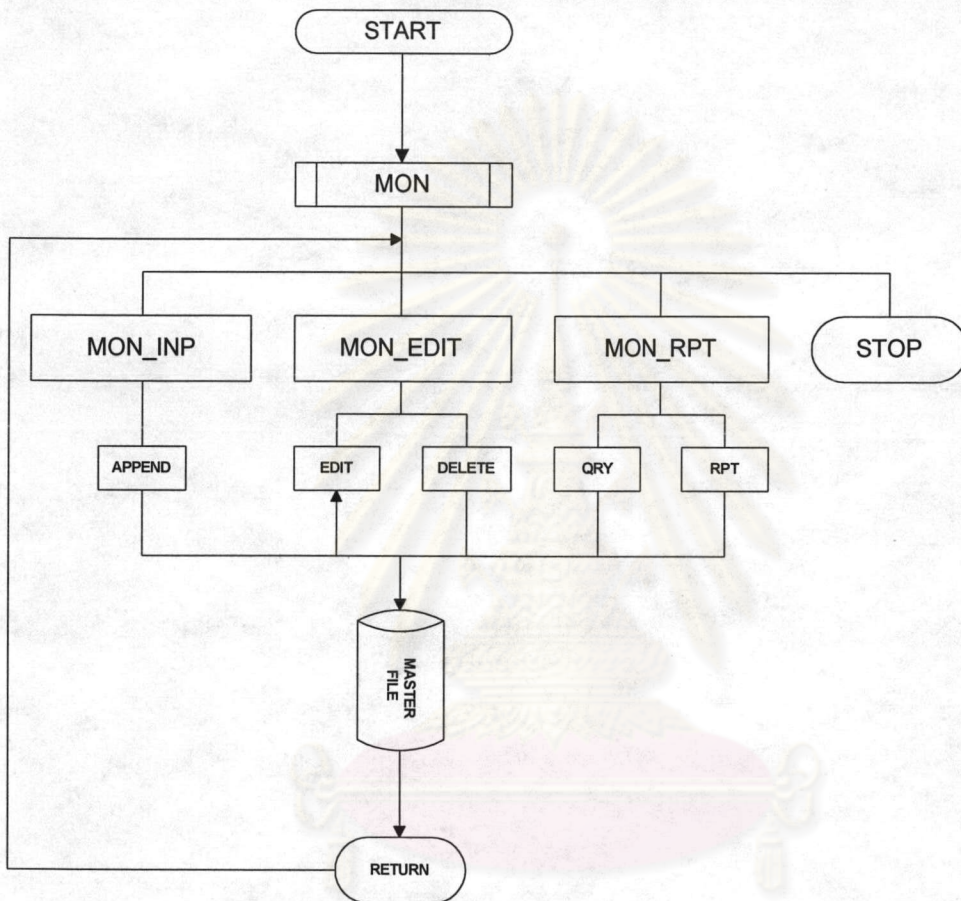 START
MON
MON_INP
MON_EDIT
MON_RPT
STOP
APPEND
EDIT
DELETE
QRY
RPT
MASTER
FILE
RETURN